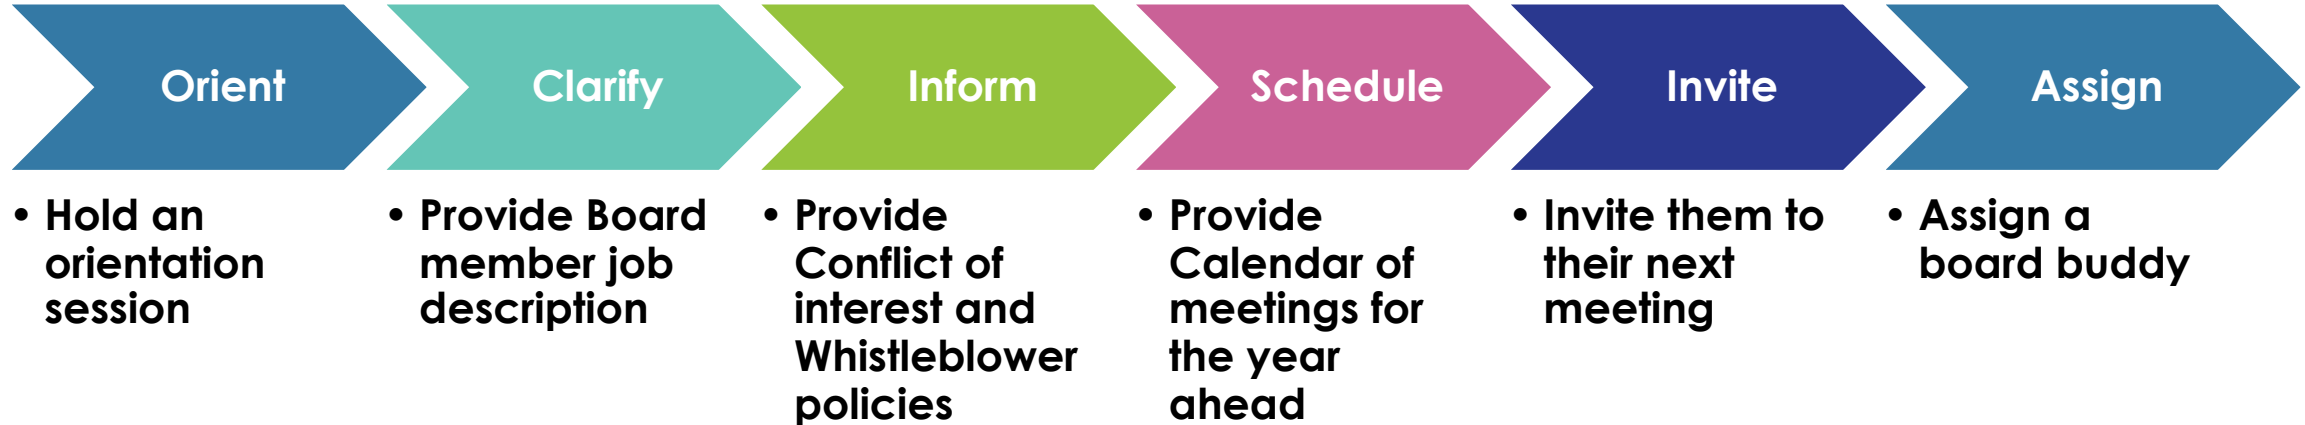 Orient
Clarify
Inform
Schedule
Invite
Assign
• Hold an
orientation
session
• Provide Board
member job
description
• Provide
Conflict of
interest and
Whistleblower
policies
• Provide
Calendar of
meetings for
the year
ahead
• Invite them to
their next
meeting
• Assign a
board buddy